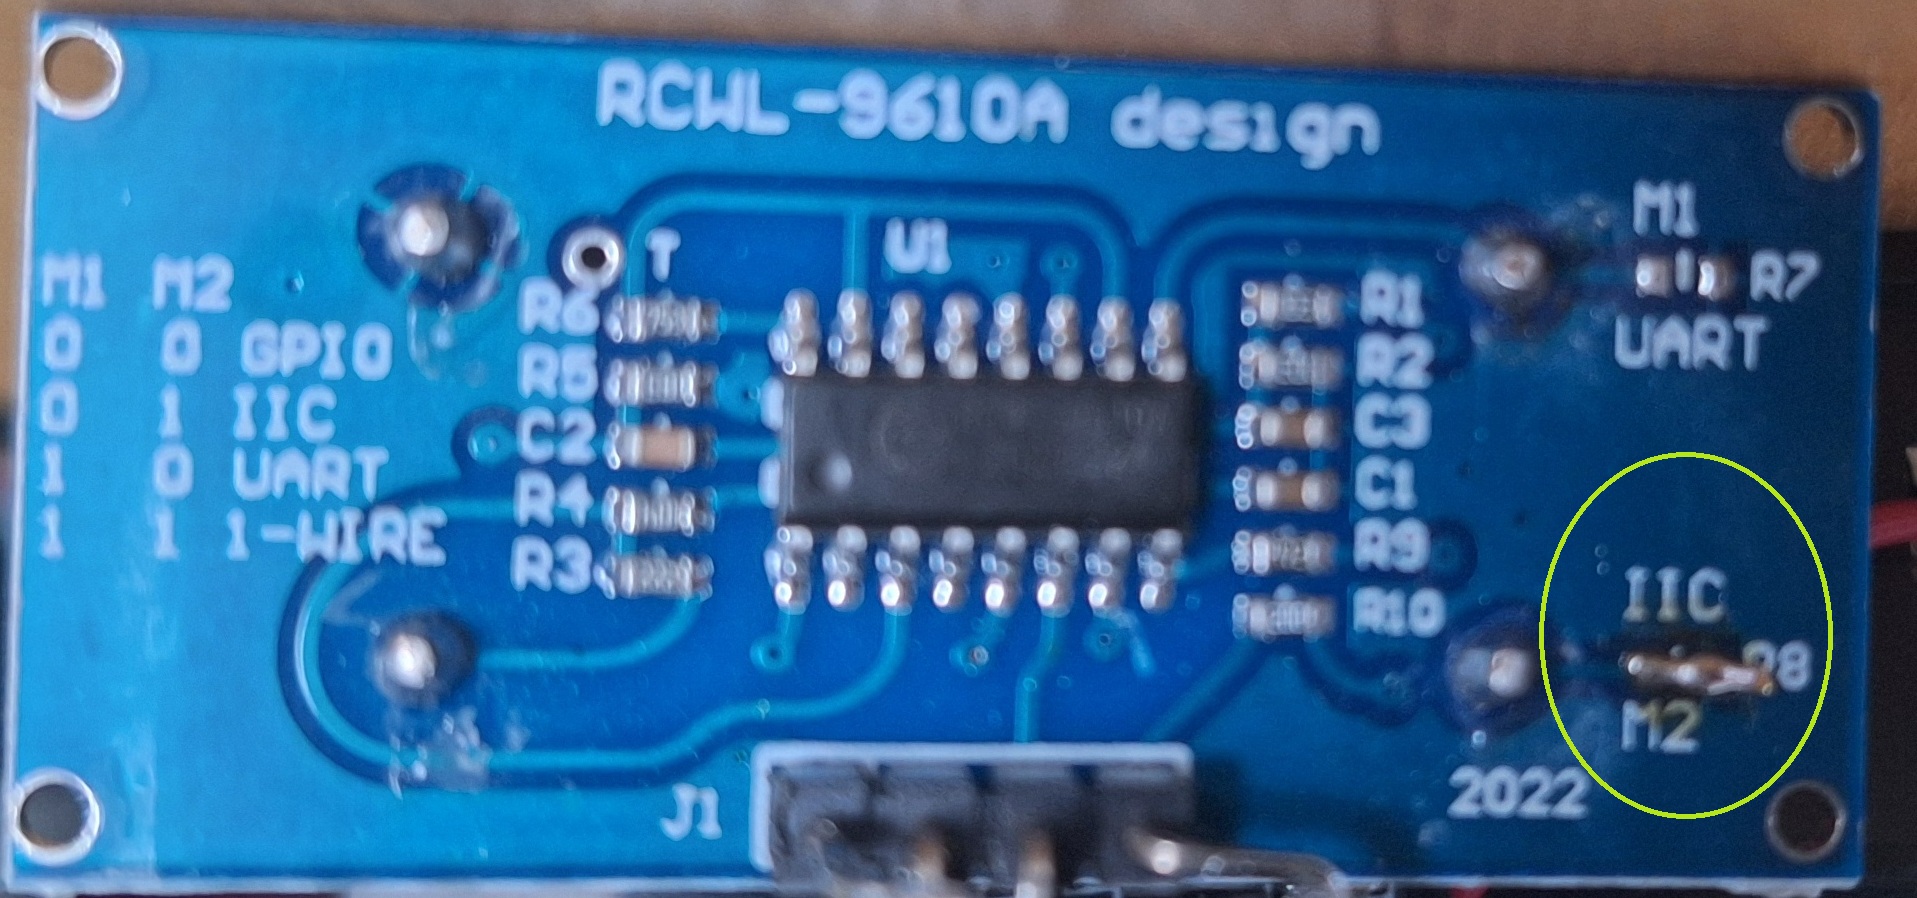 RCWL-9610A design
M1 M2
0 0 GPIO
0 1 IIC
1 0 UART
1 1 1-WIRE
T
U1
R6
R5
C2
R4
R3
R1
R2
C3
C1
R9
R10
M1
R7
UART
IIC
M2
2022
J1